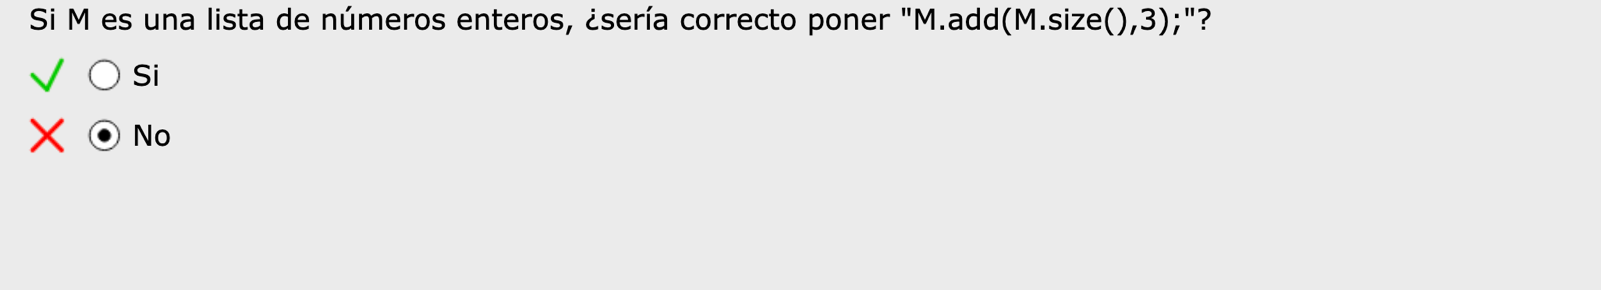 Si M es una lista de números enteros, ¿sería correcto poner "M.add(M.size(),3);"?
Si
No